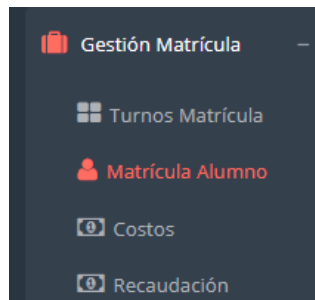 Gestión Matrícula
Turnos Matrícula
Matrícula Alumno
Costos
Recaudación